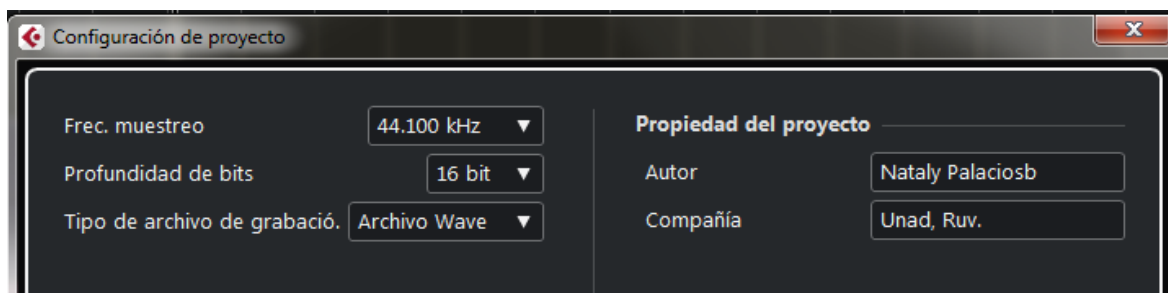 Configuración de proyecto
Frec. muestreo 44.100 kHz
Profundidad de bits 16 bit
Tipo de archivo de grabació. Archivo Wave
Propiedad del proyecto
Autor Nataly Palaciosb
Compañía Unad, Ruv.